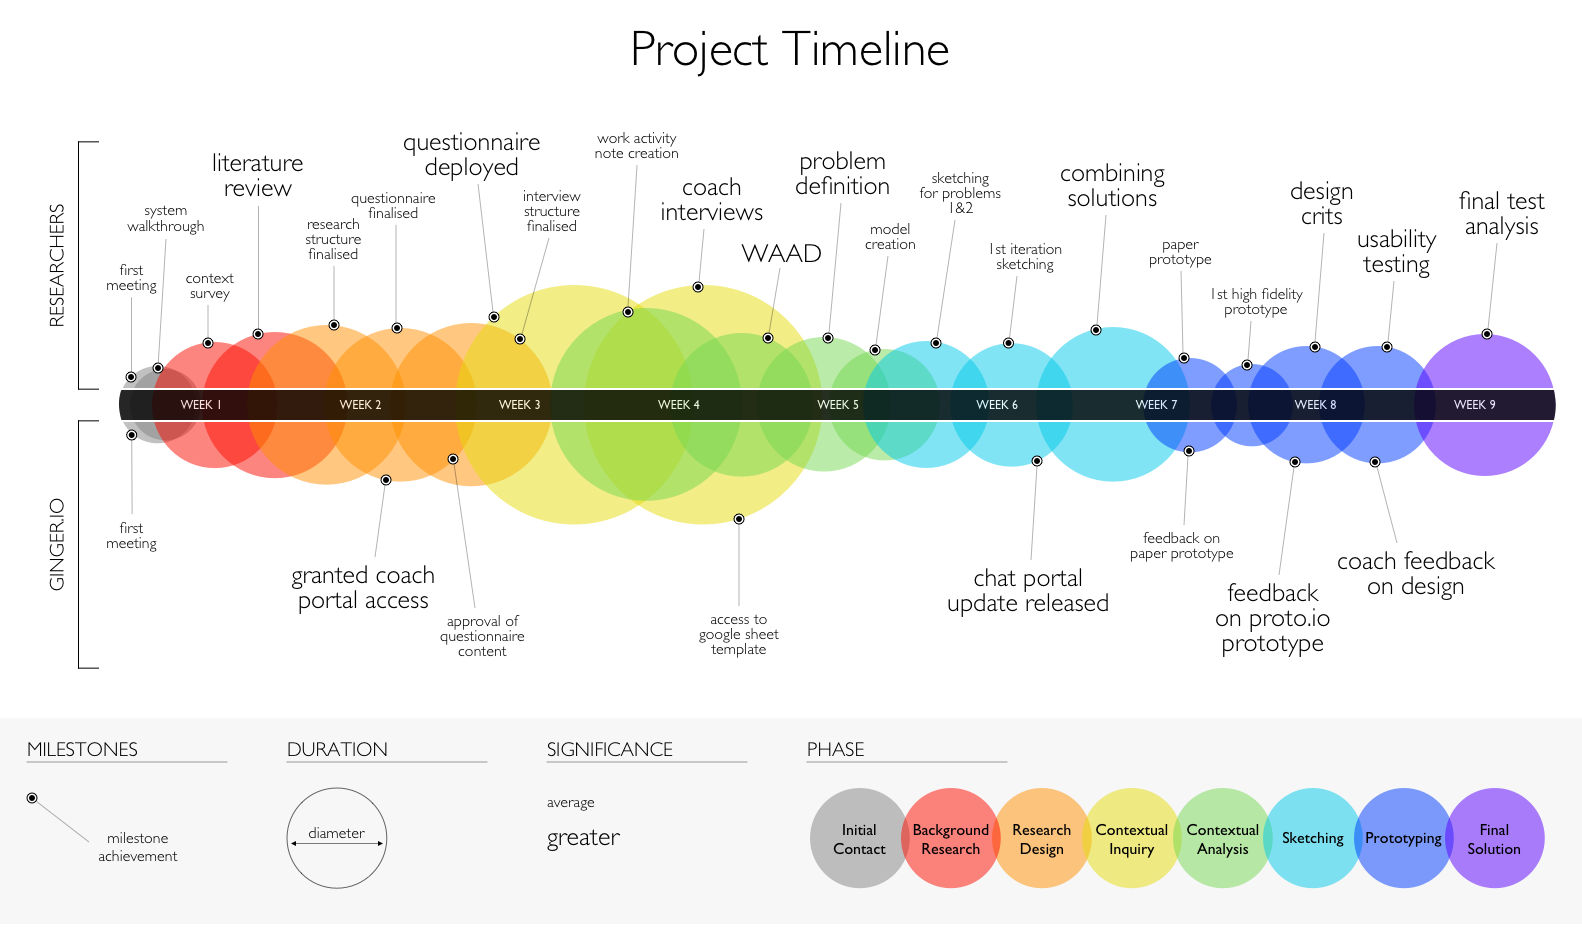 Project Timeline
RESEARCHERS
first
meeting
system
walkthrough
context
survey
literature
review
research
structure
finalised
questionnaire
finalised
questionnaire
deployed
interview
structure
finalised
work activity
note creation
coach
interviews
WAAD
problem
definition
model
creation
sketching
for problems
1&2
1st iteration
sketching
combining
solutions
paper
prototype
1st high fidelity
prototype
design
crits
usability
testing
final test
analysis
WEEK 1
WEEK 2
WEEK 3
WEEK 4
WEEK 5
WEEK 6
WEEK 7
WEEK 8
WEEK 9
GINGER.IO
first
meeting
granted coach
portal access
approval of
questionnaire
content
access to
google sheet
template
chat portal
update released
feedback on
paper prototype
feedback
on proto.io
prototype
coach feedback
on design
MILESTONES
milestone
achievement
DURATION
diameter
SIGNIFICANCE
average
greater
PHASE
Initial
Contact
Background
Research
Research
Design
Contextual
Inquiry
Contextual
Analysis
Sketching
Prototyping
Final
Solution